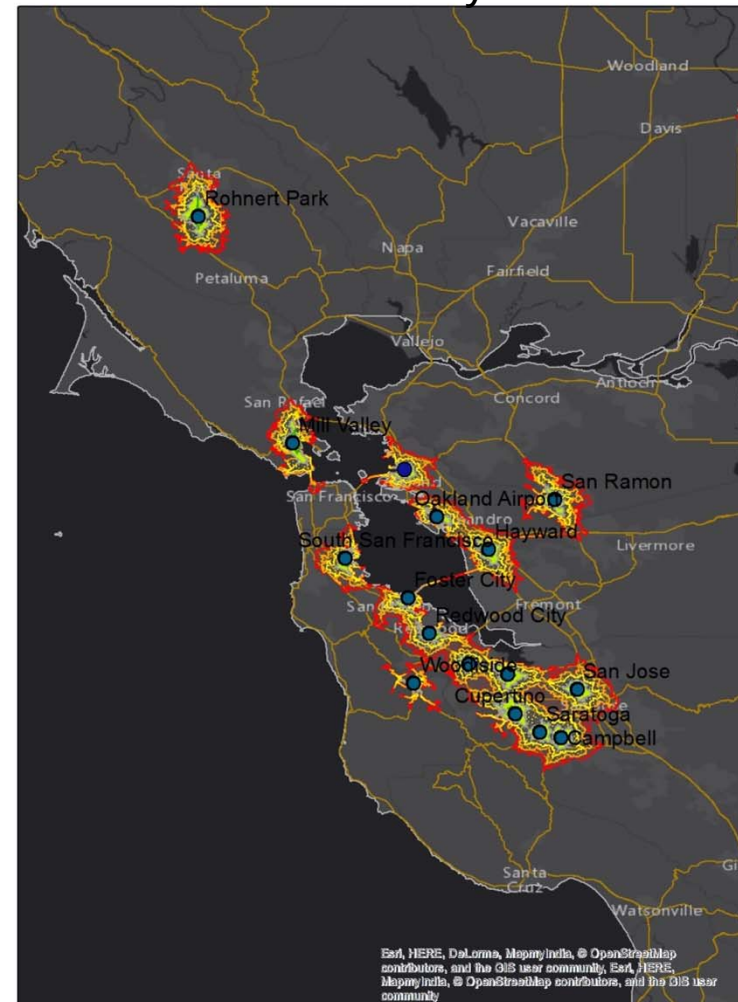 Woodland
Davis
Santa
Rohnert Park
Vacaville
Napa
Fairfield
Petaluma
Vallejo
Antioch
San Rafael
Concord
Mill Valley
San Ramon
San Francisco
Oakland Airport
Hayward
South San Francisco
Livermore
Foster City
Fremont
Redwood City
Woodside
San Jose
Cupertino
Saratoga
Campbell
Santa
Cruz
Watsonville
Esri, HERE, DeLorme, MapmyIndia, © OpenStreetMap
contributors, and the GIS user community, Esri, HERE,
MapmyIndia, © OpenStreetMap contributors, and the GIS user
community